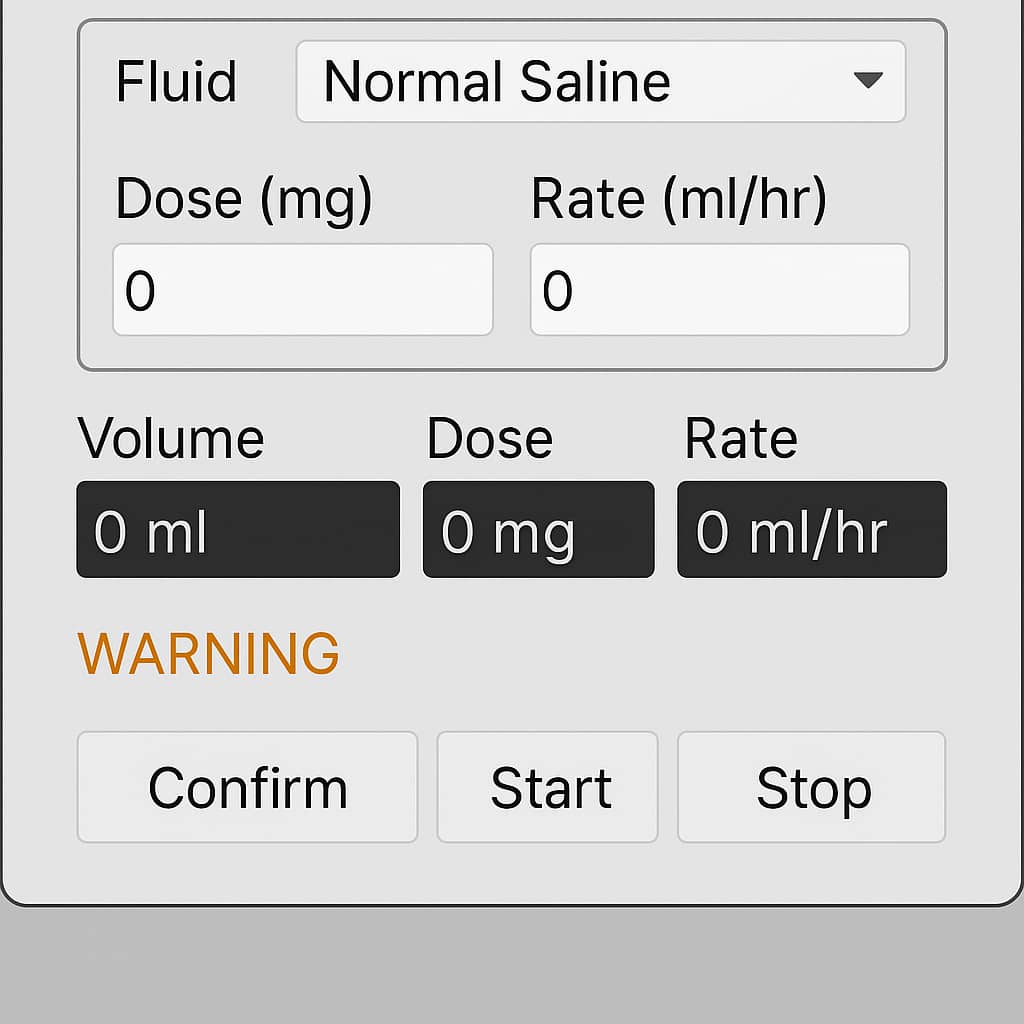 Fluid Normal Saline
Dose (mg) Rate (ml/hr)
0 0
Volume Dose Rate
0 ml 0 mg 0 ml/hr
WARNING
Confirm Start Stop